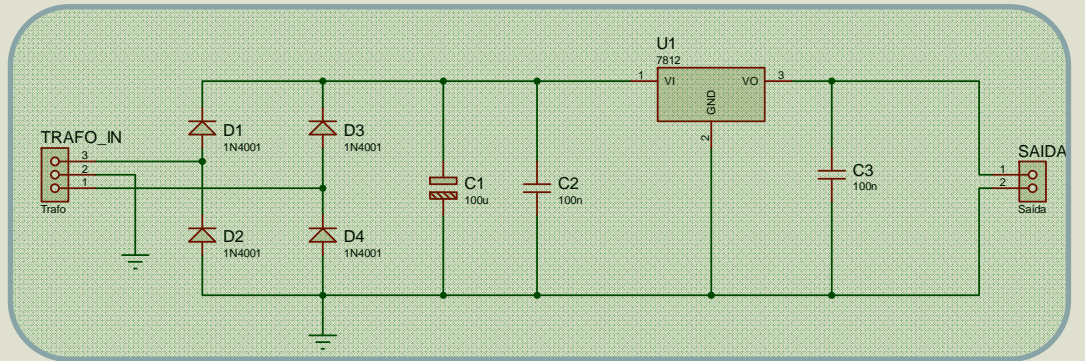 U1
7812
1
VI
VO
3
GND
2
TRAFO_IN
3
2
1
Trafo
D1
1N4001
D3
1N4001
D2
1N4001
D4
1N4001
C1
100u
C2
100n
C3
100n
SAIDA
1
2
Saída